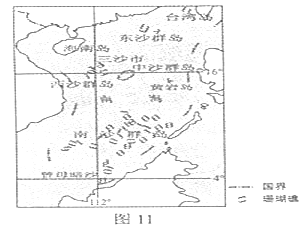 台湾岛
东沙群岛
海南岛
三沙市
中沙群岛
16°
西沙群岛
黄岩岛
南
海
南沙群岛
曾母暗沙
4°
112°
国界
珊瑚礁
图 11